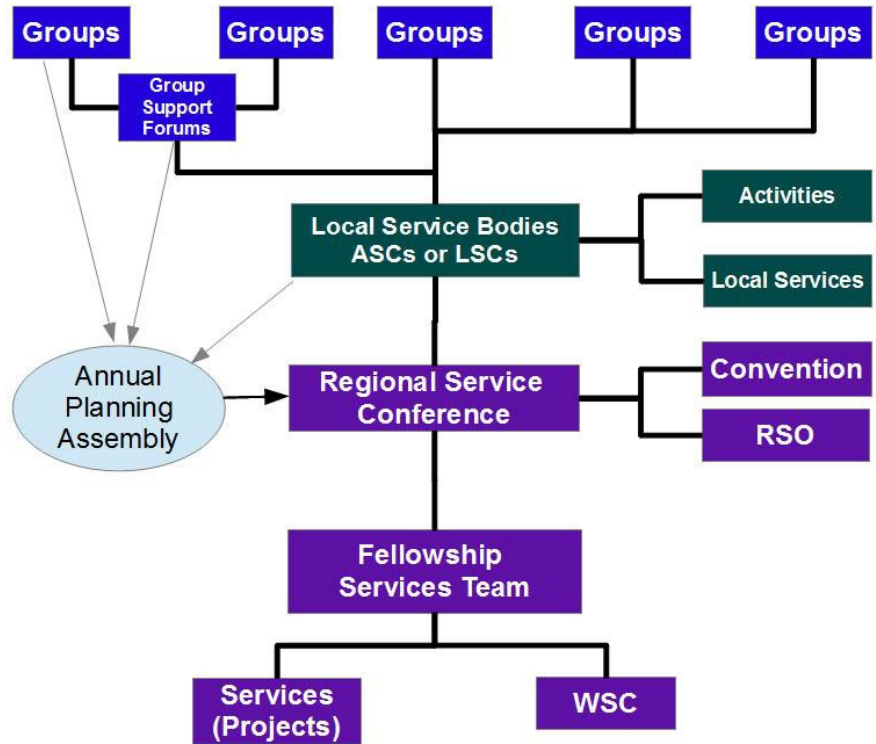 Groups
Groups
Groups
Groups
Groups
Group
Support
Forums
Local Service Bodies
ASCs or LSCs
Activities
Local Services
Annual
Planning
Assembly
Regional Service
Conference
Convention
RSO
Fellowship
Services Team
Services
(Projects)
WSC